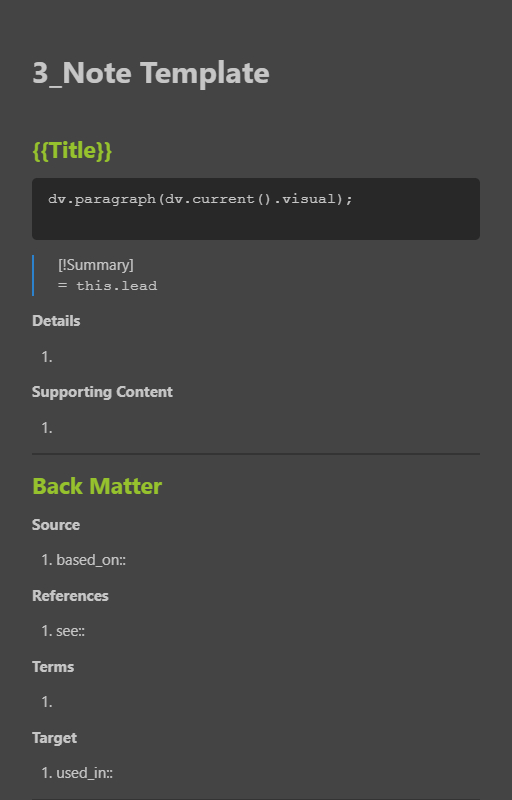 3_Note Template
{{Title}}
dv.paragraph(dv.current().visual);
[!Summary]
= this.lead
Details
1.
Supporting Content
1.
Back Matter
Source
1. based_on::
References
1. see::
Terms
1.
Target
1. used_in::